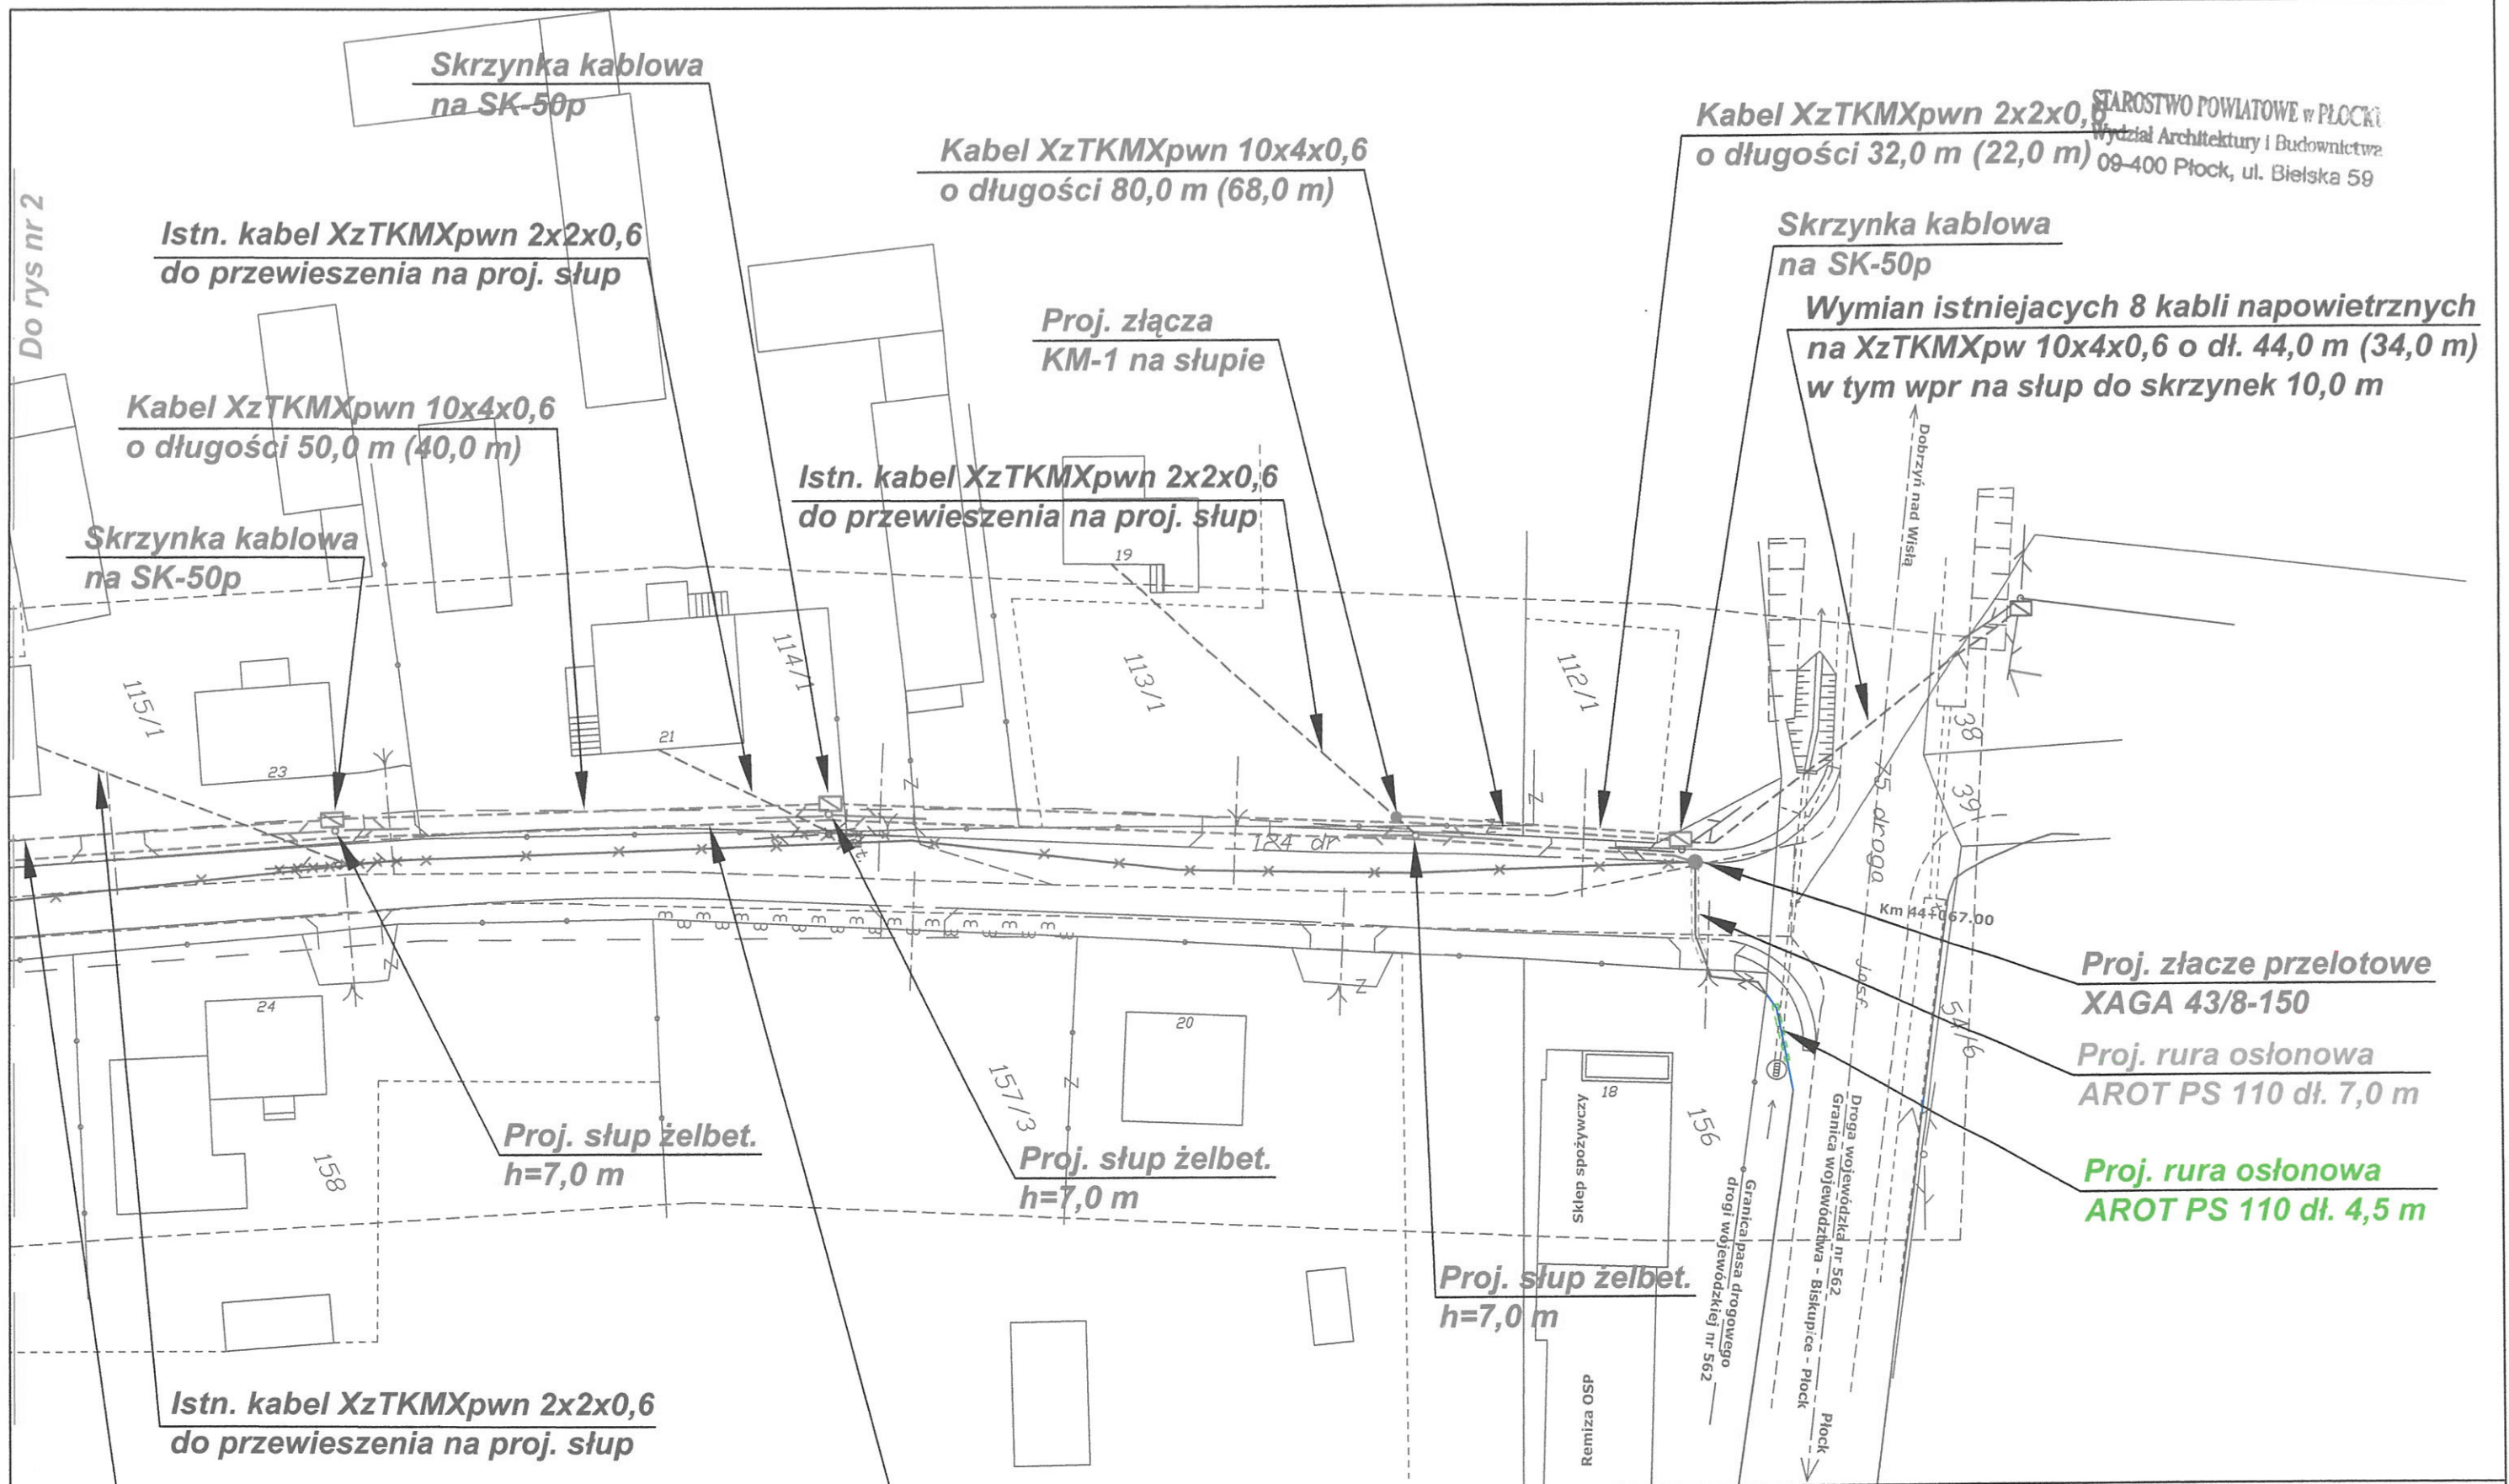 Skrzynka kablowa
na SK-50p
Kabel XzTKMXpwn 10x4x0,6
o długości 80,0 m (68,0 m)
Kabel XzTKMXpwn 2x2x0,6
o długości 32,0 m (22,0 m)
STAROSTWO POWIATOWE w PŁOCKU
Wydział Architektury i Budownictwa
09-400 Płock, ul. Bielska 59
Do rys nr 2
Istn. kabel XzTKMXpwn 2x2x0,6
do przewieszenia na proj. słup
Skrzynka kablowa
na SK-50p
Proj. złącza
KM-1 na słupie
Wymian istniejacych 8 kabli napowietrznych
na XzTKMXpw 10x4x0,6 o dł. 44,0 m (34,0 m)
w tym wpr na słup do skrzynek 10,0 m
Kabel XzTKMXpwn 10x4x0,6
o długości 50,0 m (40,0 m)
Istn. kabel XzTKMXpwn 2x2x0,6
do przewieszenia na proj. słup
Dobrzyń nad Wisłą
Skrzynka kablowa
na SK-50p
19
114/1
113/1
112/1
115/1
23
21
38
39
75 droga
184 dr
Km 44+067.00
Jasf.
54/6
Proj. złacze przelotowe
XAGA 43/8-150
Proj. rura osłonowa
AROT PS 110 dł. 7,0 m
24
20
18
157/3
158
156
Sklep spożywczy
Proj. słup żelbet.
h=7,0 m
Proj. słup żelbet.
h=7,0 m
Proj. rura osłonowa
AROT PS 110 dł. 4,5 m
Granica pasa drogowego
drogi wojewódzkiej nr 562
Droga wojewódzka nr 562
Granica województwa - Biskupice - Płock
Płock
Proj. słup żelbet.
h=7,0 m
Remiza OSP
Istn. kabel XzTKMXpwn 2x2x0,6
do przewieszenia na proj. słup